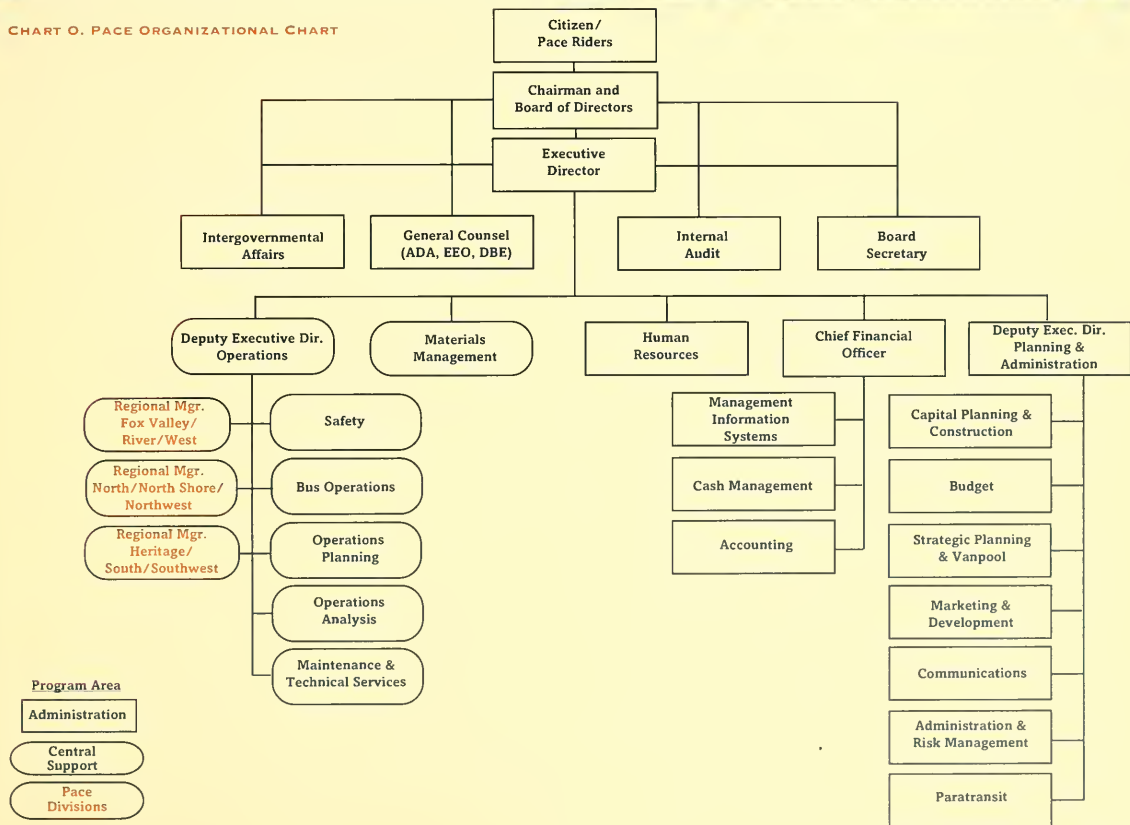 CHART O. PACE ORGANIZATIONAL CHART
Citizen/
Pace Riders
Chairman and
Board of Directors
Executive
Director
Intergovernmental
Affairs
General Counsel
(ADA, EEO, DBE)
Internal
Audit
Board
Secretary
Deputy Executive Dir.
Operations
Materials
Management
Human
Resources
Chief Financial
Officer
Deputy Exec. Dir.
Planning &
Administration
Regional Mgr.
Fox Valley/
River/West
Regional Mgr.
North/North Shore/
Northwest
Regional Mgr.
Heritage/
South/Southwest
Safety
Bus Operations
Operations
Planning
Operations
Analysis
Maintenance &
Technical Services
Management
Information
Systems
Cash Management
Accounting
Capital Planning &
Construction
Budget
Strategic Planning
& Vanpool
Marketing &
Development
Communications
Administration &
Risk Management
Paratransit
Program Area
Administration
Central
Support
Pace
Divisions